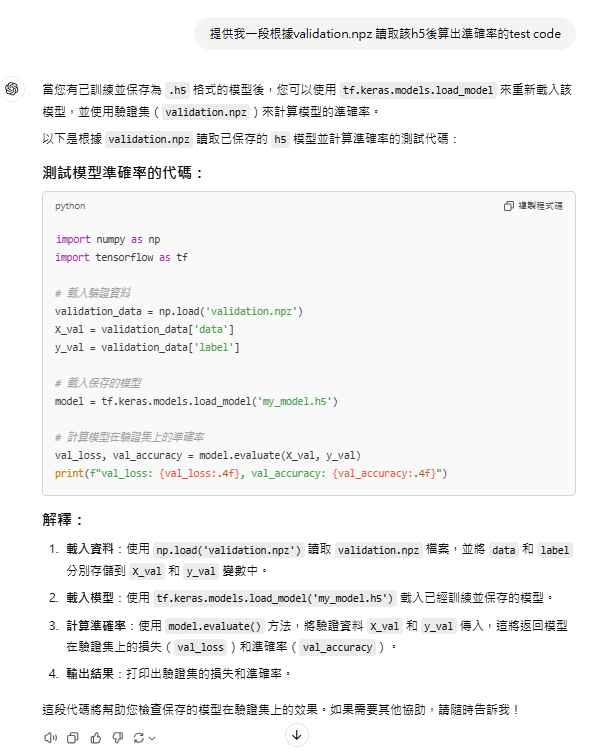 提供我一段根據validation.npz 讀取該h5後算出準確率的test code
當您有已訓練並保存為 .h5 格式的模型後，您可以使用 tf.keras.models.load_model 來重新載入該
模型，並使用驗證集（ validation.npz ）來計算模型的準確率。
以下是根據 validation.npz 讀取已保存的 h5 模型並計算準確率的測試代碼：
測試模型準確率的代碼：
python 複製程式碼
import numpy as np
import tensorflow as tf
# 載入驗證資料
validation_data = np.load('validation.npz')
X_val = validation_data['data']
y_val = validation_data['label']
# 載入保存的模型
model = tf.keras.models.load_model('my_model.h5')
# 計算模型在驗證集上的準確率
val_loss, val_accuracy = model.evaluate(X_val, y_val)
print(f"val_loss: {val_loss:.4f}, val_accuracy: {val_accuracy:.4f}")
解釋：
1. 載入資料：使用 np.load('validation.npz') 讀取 validation.npz 檔案，並將 data 和 label
分別存儲到 X_val 和 y_val 變數中。
2. 載入模型：使用 tf.keras.models.load_model('my_model.h5') 載入已經訓練並保存的模型。
3. 計算準確率：使用 model.evaluate() 方法，將驗證資料 X_val 和 y_val 傳入，這將返回模型
在驗證集上的損失（ val_loss ）和準確率（ val_accuracy ）。
4. 輸出結果：打印出驗證集的損失和準確率。
這段代碼將幫助您檢查保存的模型在驗證集上的效果。如果需要其他協助，請隨時告訴我！